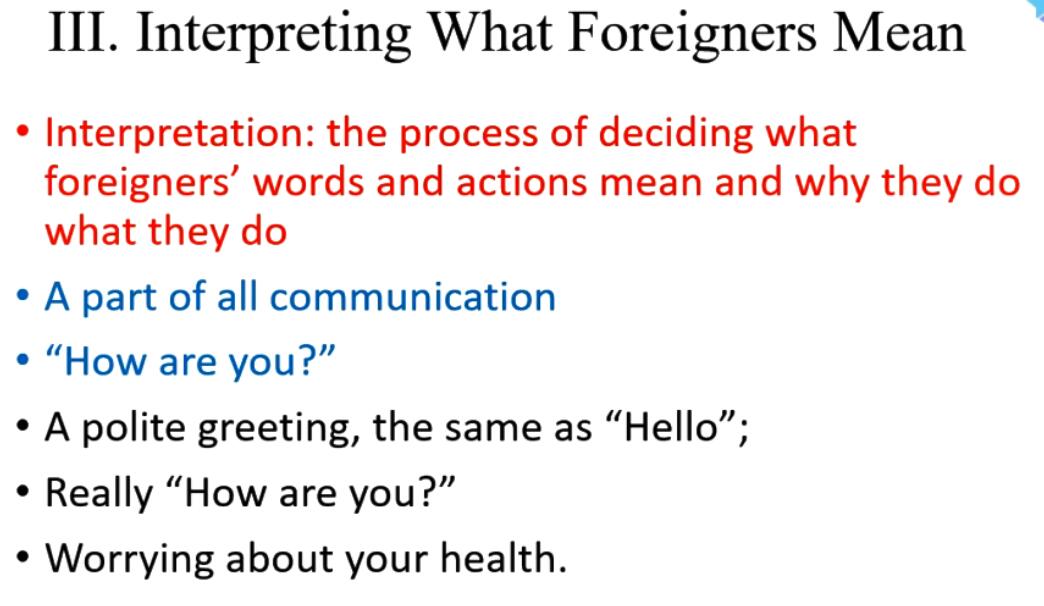 III. Interpreting What Foreigners Mean
• Interpretation: the process of deciding what
foreigners’ words and actions mean and why they do
what they do
• A part of all communication
• “How are you?”
• A polite greeting, the same as “Hello”;
• Really “How are you?”
• Worrying about your health.